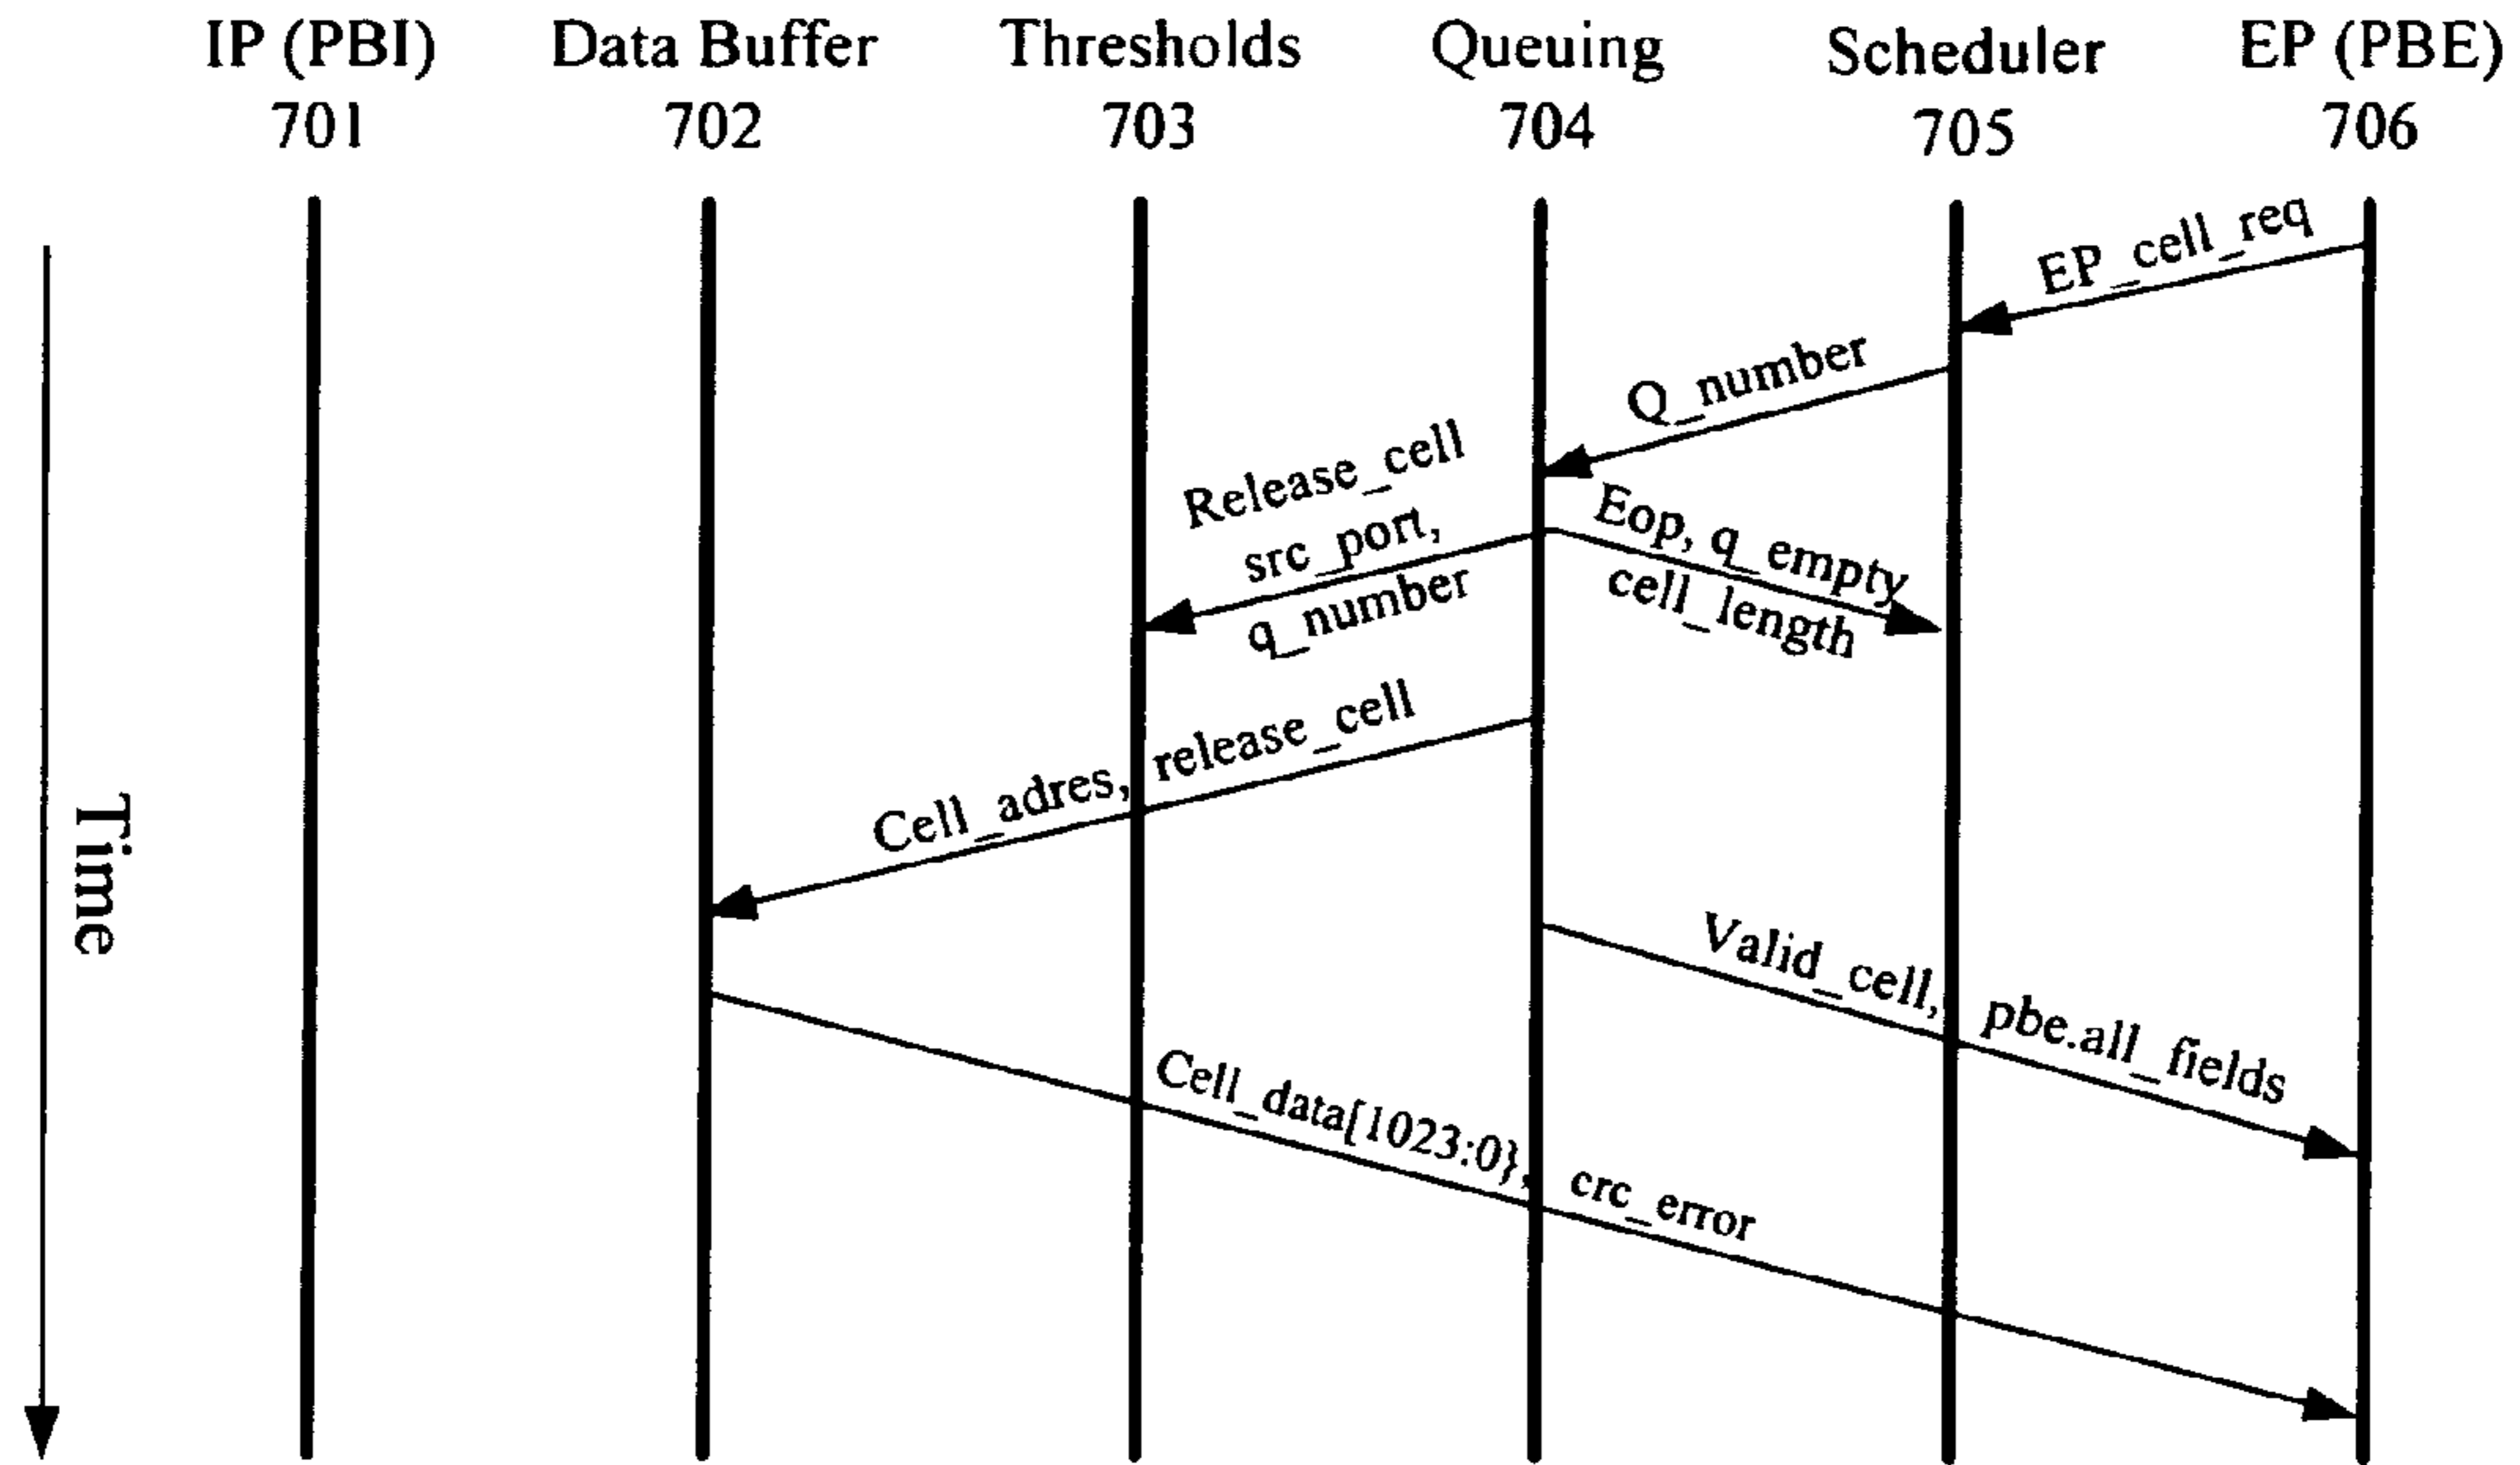 IP (PBI)
701
Data Buffer
702
Thresholds
703
Queuing
704
Scheduler
705
EP (PBE)
706
EP_cell_req
Q_number
Release_cell
src_port,
q_number
Eop, q_empty
cell_length
Cell_adres, release_cell
Valid_cell, pbe.all_fields
Cell_data[1023:0}, crc_error
Time